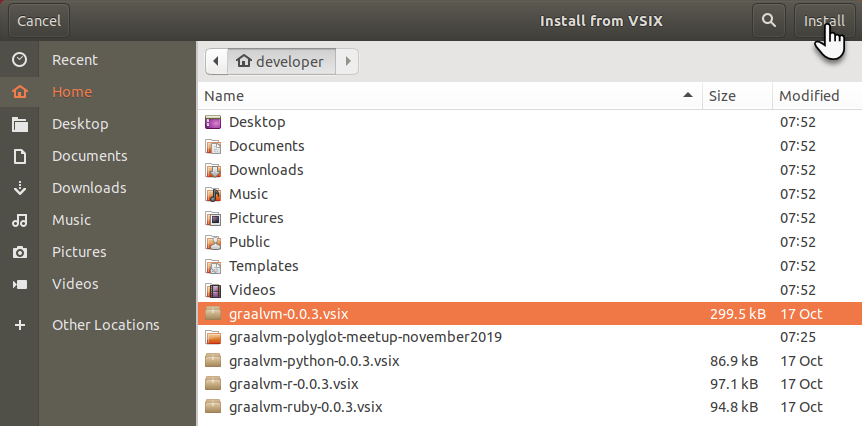 Cancel Install from VSIX Install
Recent
Home
Desktop
Documents
Downloads
Music
Pictures
Videos
Other Locations
developer
Name Size Modified
Desktop 07:52
Documents 07:52
Downloads 07:52
Music 07:52
Pictures 07:52
Public 07:52
Templates 07:52
Videos 07:52
graalvm-0.0.3.vsix 299.5 kB 17 Oct
graalvm-polyglot-meetup-november2019 07:25
graalvm-python-0.0.3.vsix 86.9 kB 17 Oct
graalvm-r-0.0.3.vsix 97.1 kB 17 Oct
graalvm-ruby-0.0.3.vsix 94.8 kB 17 Oct